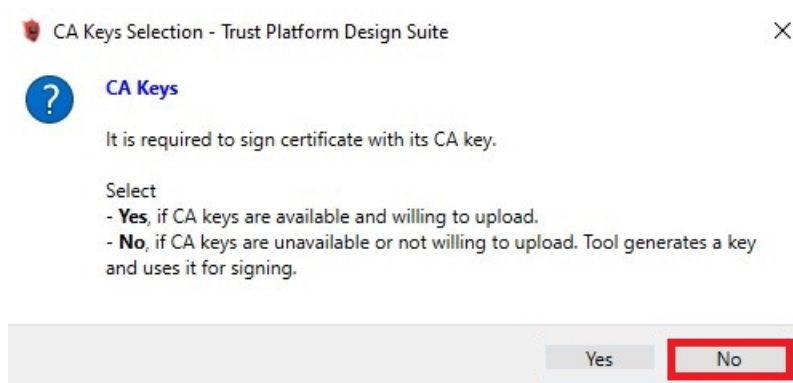 CA Keys Selection - Trust Platform Design Suite
CA Keys
It is required to sign certificate with its CA key.
Select
- Yes, if CA keys are available and willing to upload.
- No, if CA keys are unavailable or not willing to upload. Tool generates a key
and uses it for signing.
Yes
No